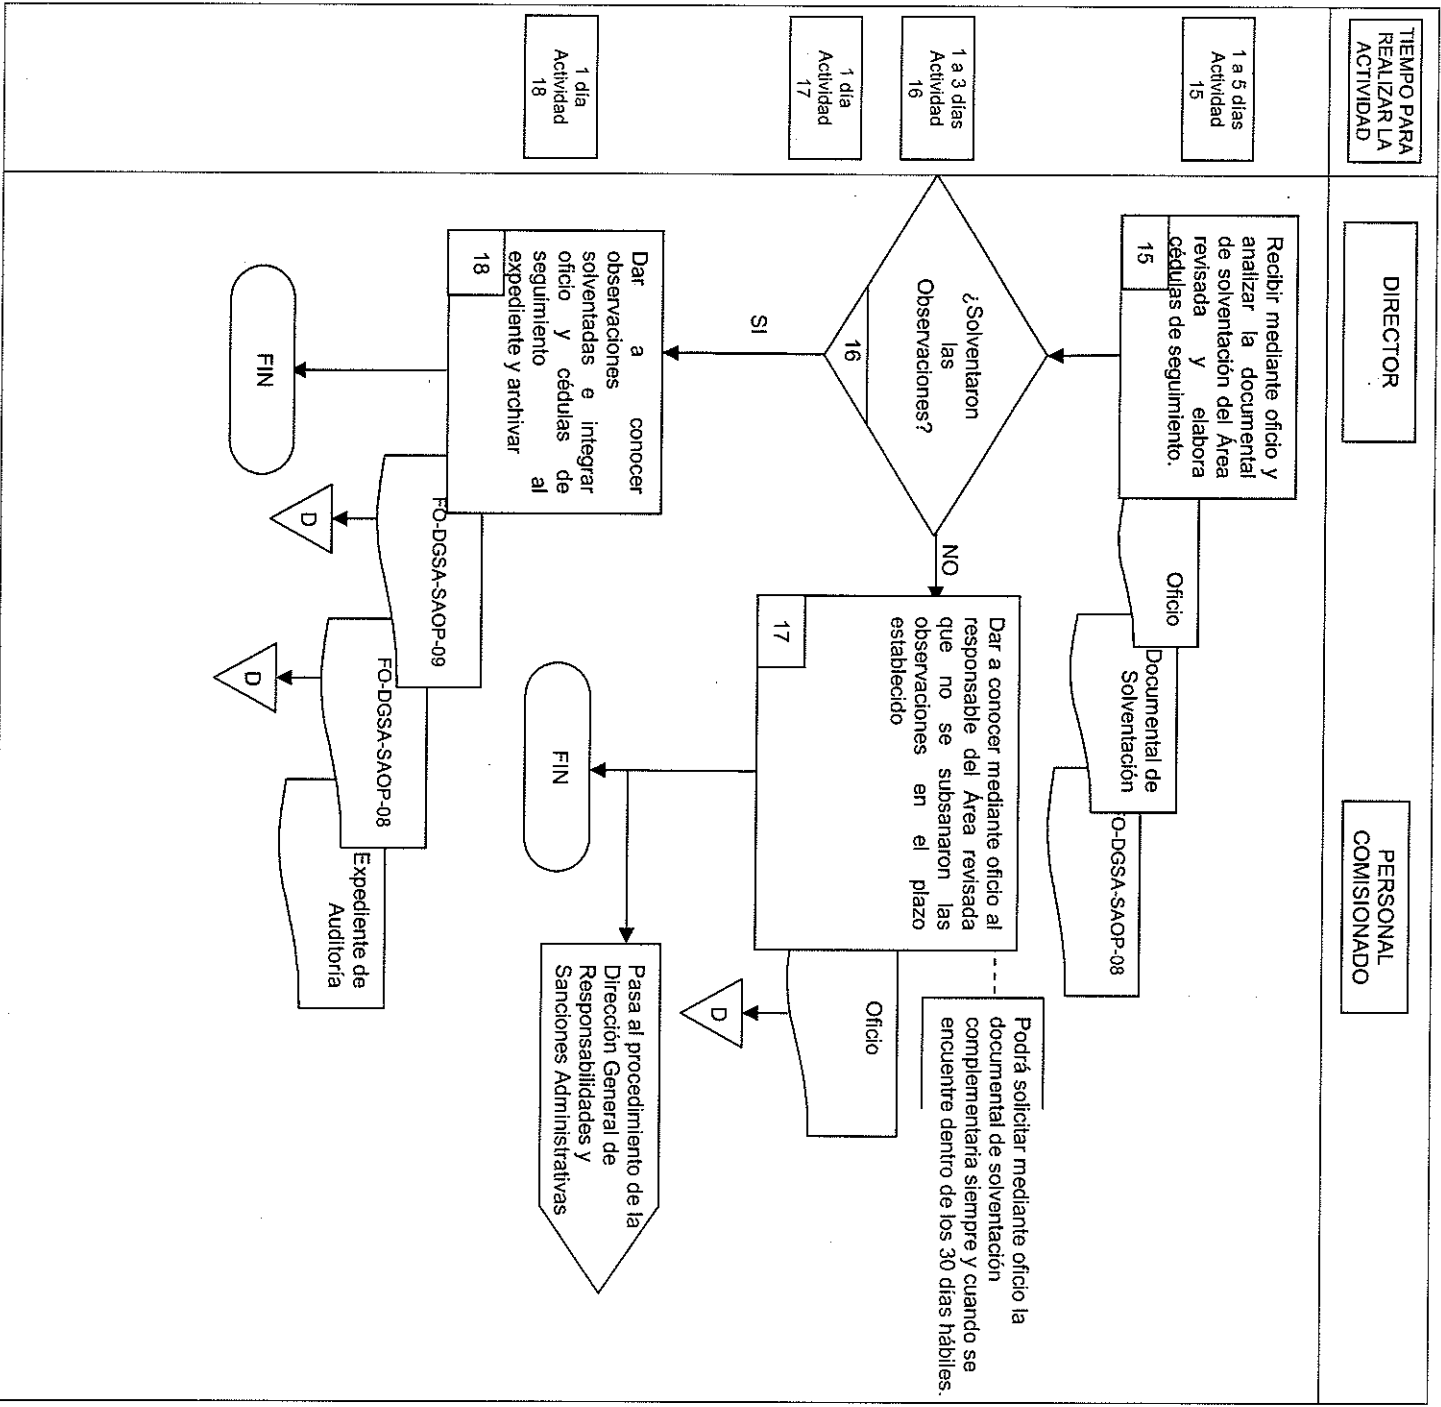 TIEMPO PARA
REALIZAR LA
ACTIVIDAD
DIRECTOR
PERSONAL
COMISIONADO
1 a 5 días
Actividad
15
Recibir mediante oficio y
analizar la documental
de solventación del Área
revisada y elabora
cédulas de seguimiento.
15
Oficio
Documental de
Solventación
O-DGSA-SAOP-08
1 a 3 días
Actividad
16
¿Solventaron
las
Observaciones?
16
NO
SI
1 día
Actividad
17
Dar a conocer mediante oficio al
responsable del Área revisada
que no se subsanaron las
observaciones en el plazo
establecido
17
Podrá solicitar mediante oficio la
documental de solventación
complementaria siempre y cuando se
encuentre dentro de los 30 días hábiles.
Oficio
D
FIN
Pasa al procedimiento de la
Dirección General de
Responsabilidades y
Sanciones Administrativas
1 día
Actividad
18
Dar a conocer
observaciones
solventadas e integrar
oficio y cédulas de
seguimiento al
expediente y archivar
18
FO-DGSA-SAOP-09
D
FO-DGSA-SAOP-08
D
Expediente de
Auditoría
FIN